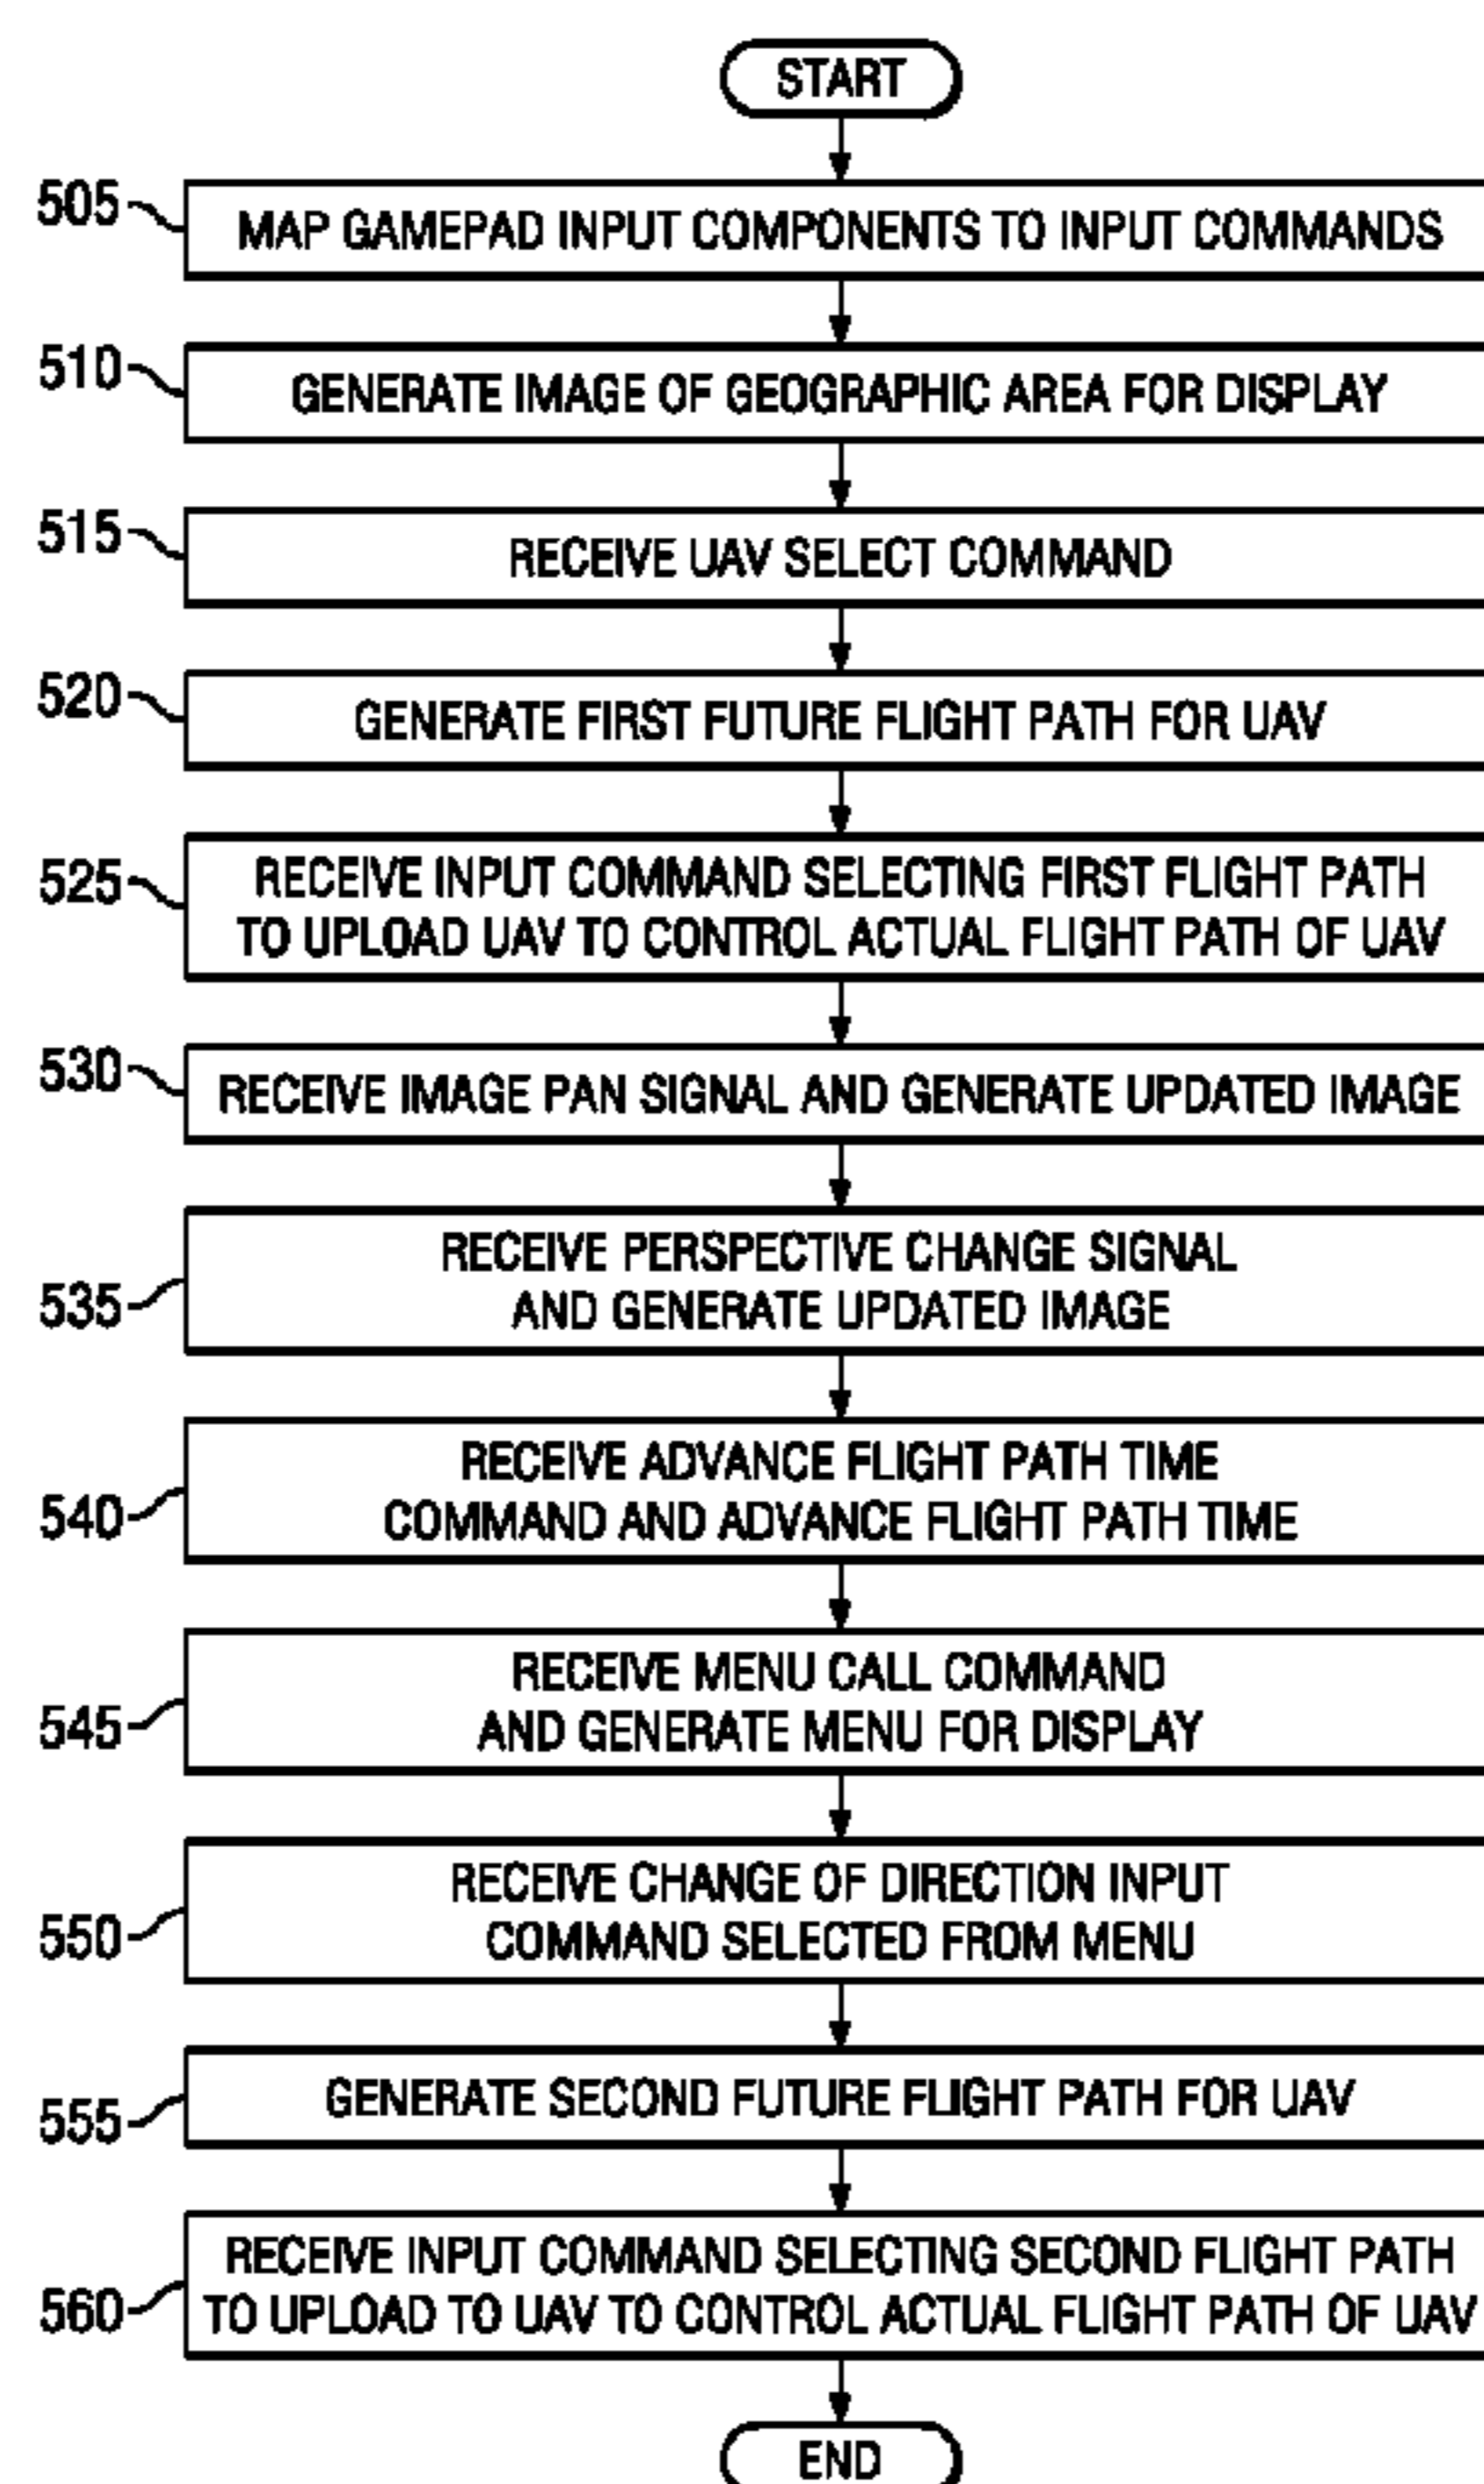 START
505
MAP GAMEPAD INPUT COMPONENTS TO INPUT COMMANDS
510
GENERATE IMAGE OF GEOGRAPHIC AREA FOR DISPLAY
515
RECEIVE UAV SELECT COMMAND
520
GENERATE FIRST FUTURE FLIGHT PATH FOR UAV
525
RECEIVE INPUT COMMAND SELECTING FIRST FLIGHT PATH
TO UPLOAD UAV TO CONTROL ACTUAL FLIGHT PATH OF UAV
530
RECEIVE IMAGE PAN SIGNAL AND GENERATE UPDATED IMAGE
535
RECEIVE PERSPECTIVE CHANGE SIGNAL
AND GENERATE UPDATED IMAGE
540
RECEIVE ADVANCE FLIGHT PATH TIME
COMMAND AND ADVANCE FLIGHT PATH TIME
545
RECEIVE MENU CALL COMMAND
AND GENERATE MENU FOR DISPLAY
550
RECEIVE CHANGE OF DIRECTION INPUT
COMMAND SELECTED FROM MENU
555
GENERATE SECOND FUTURE FLIGHT PATH FOR UAV
560
RECEIVE INPUT COMMAND SELECTING SECOND FLIGHT PATH
TO UPLOAD TO UAV TO CONTROL ACTUAL FLIGHT PATH OF UAV
END